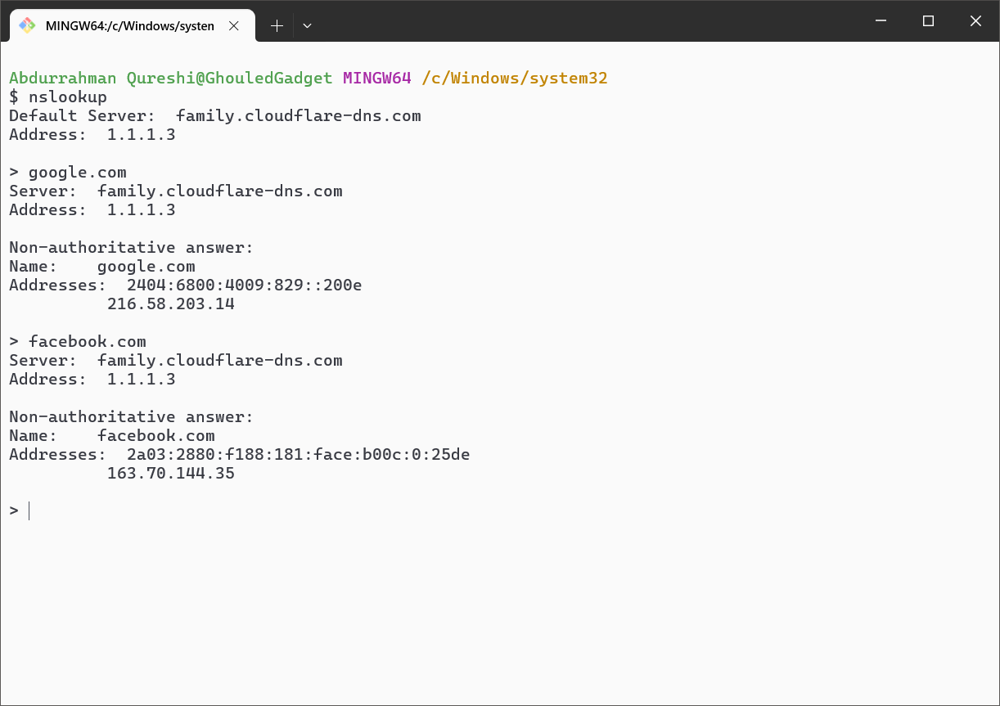 MINGW64:/c/Windows/systen
Abdurrahman Qureshi@GhouledGadget MINGW64 /c/Windows/system32
$ nslookup
Default Server:  family.cloudflare-dns.com
Address:  1.1.1.3
> google.com
Server:  family.cloudflare-dns.com
Address:  1.1.1.3
Non-authoritative answer:
Name:    google.com
Addresses:  2404:6800:4009:829::200e
          216.58.203.14
> facebook.com
Server:  family.cloudflare-dns.com
Address:  1.1.1.3
Non-authoritative answer:
Name:    facebook.com
Addresses:  2a03:2880:f188:181:face:b00c:0:25de
          163.70.144.35
>